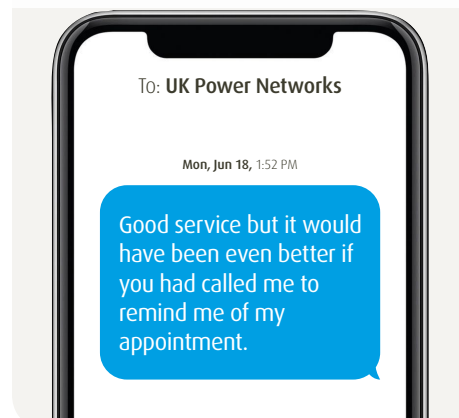 To: UK Power Networks
Mon, Jun 18, 1:52 PM
Good service but it would
have been even better if
you had called me to
remind me of my
appointment.